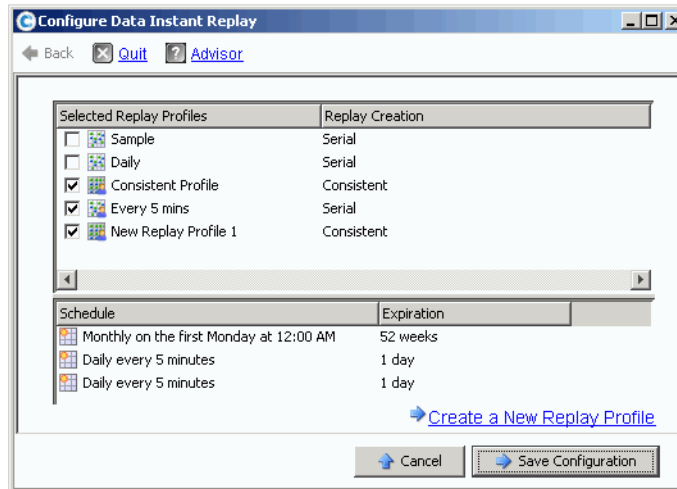 Configure Data Instant Replay
Back Quit ? Advisor
Selected Replay Profiles Replay Creation
Sample Serial
Daily Serial
Consistent Profile Consistent
Every 5 mins Serial
New Replay Profile 1 Consistent
Schedule Expiration
Monthly on the first Monday at 12:00 AM 52 weeks
Daily every 5 minutes 1 day
Daily every 5 minutes 1 day
Create a New Replay Profile
Cancel Save Configuration